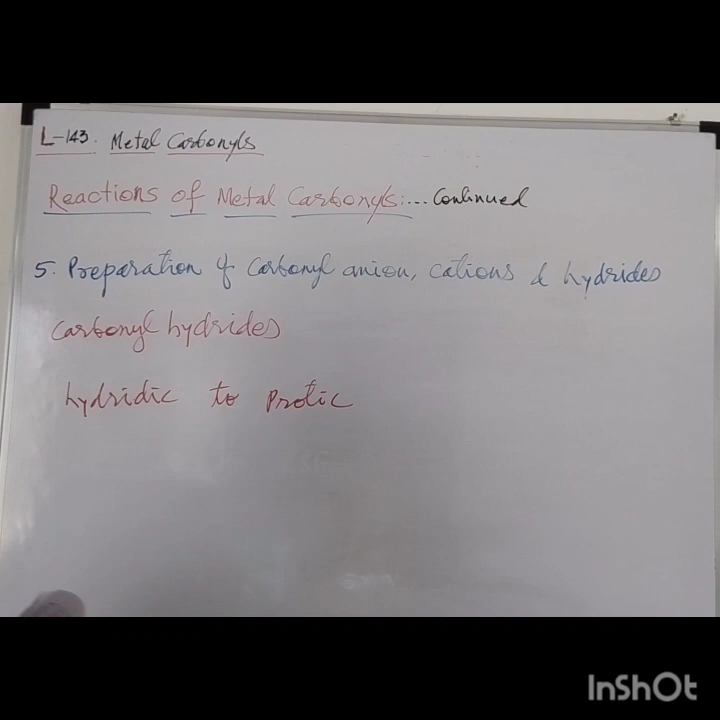 L-143. Metal Carbonyls
Reactions of Metal Carbonyls:... Continued
5. Preparation of Carbonyl anion, cations & hydrides
Carbonyl hydrides
hydridic to Protic
InShOt